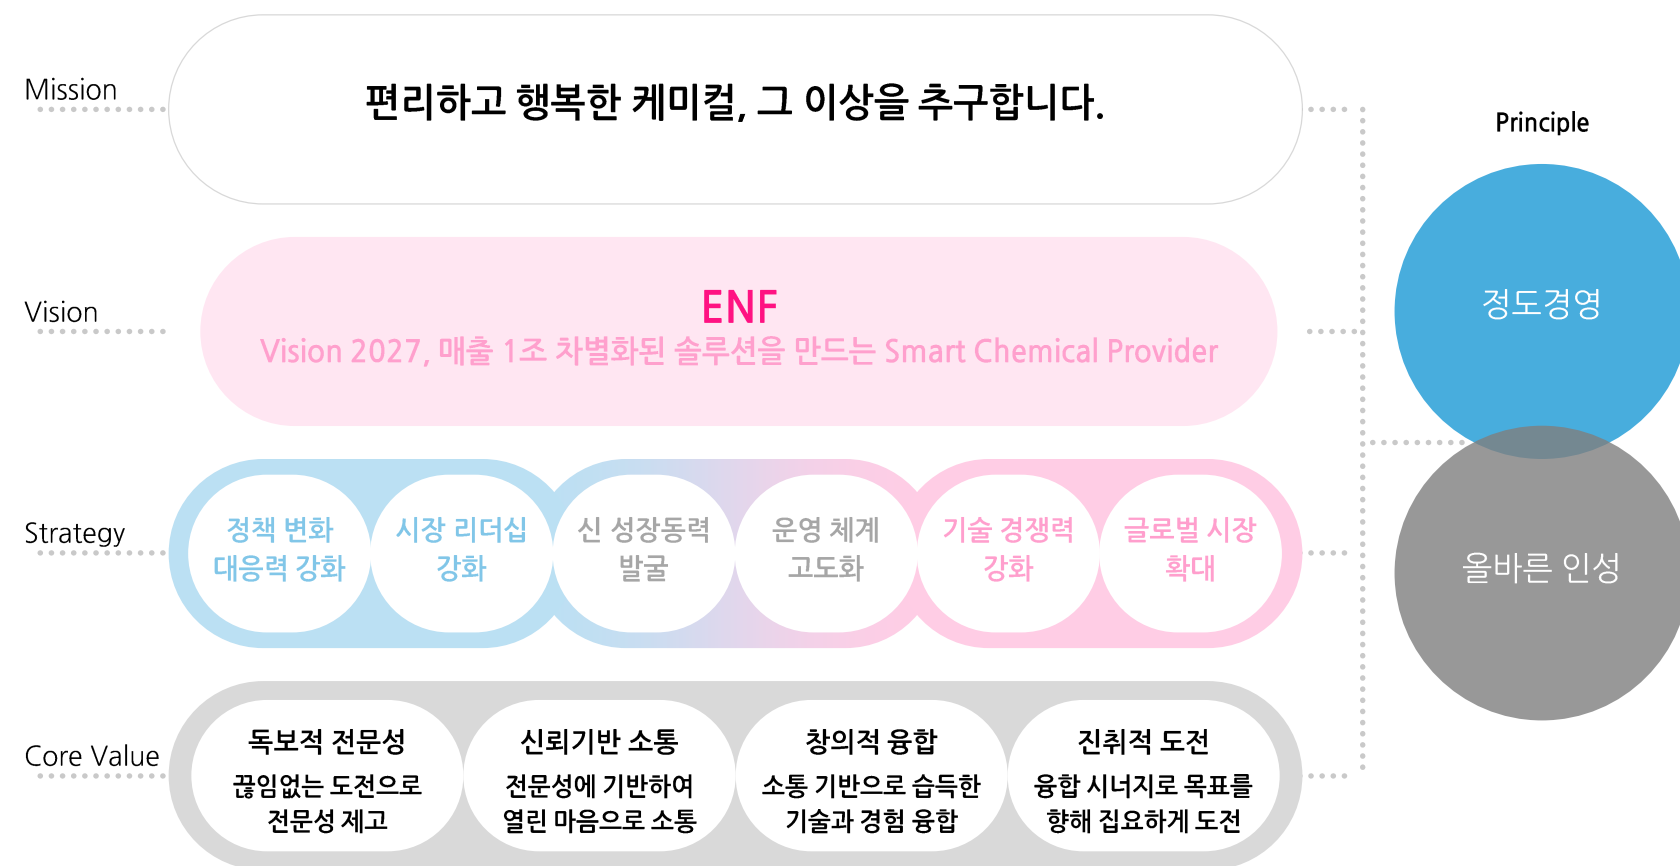 Mission
편리하고 행복한 케미컬, 그 이상을 추구합니다.
Principle
Vision
ENF
Vision 2027, 매출 1조 차별화된 솔루션을 만드는 Smart Chemical Provider
정도경영
Strategy
정책 변화
대응력 강화
시장 리더십
강화
신 성장동력
발굴
운영 체계
고도화
기술 경쟁력
강화
글로벌 시장
확대
올바른 인성
Core Value
독보적 전문성
끊임없는 도전으로
전문성 제고
신뢰기반 소통
전문성에 기반하여
열린 마음으로 소통
창의적 융합
소통 기반으로 습득한
기술과 경험 융합
진취적 도전
융합 시너지로 목표를
향해 집요하게 도전